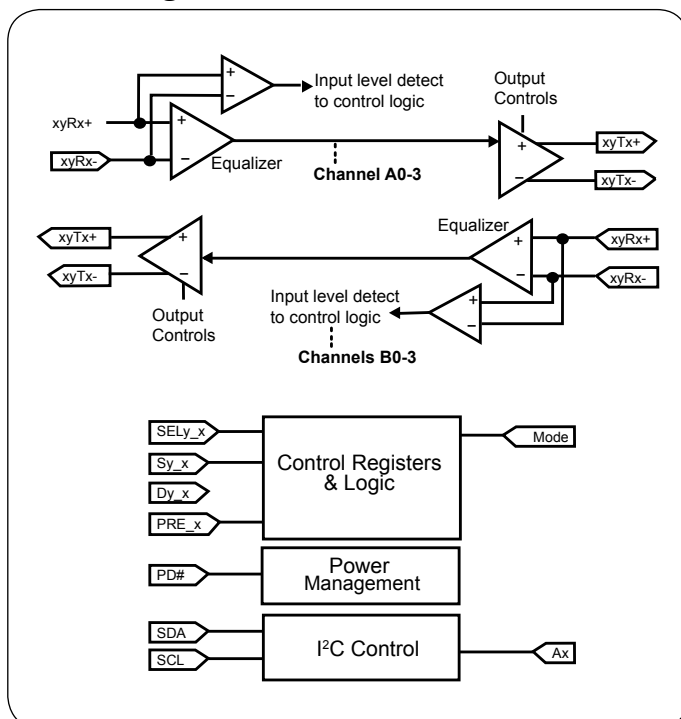 +
−
Input level detect
to control logic
Output
Controls
xyRx+
xyRx-
+
−
Equalizer
Channel A0-3
+
−
xyTx+
xyTx-
xyTx+
xyTx-
+
−
Output
Controls
Equalizer
+
−
xyRx+
xyRx-
Input level detect
to control logic
+
−
Channels B0-3
SELy_x
Sy_x
Dy_x
PRE_x
Control Registers
& Logic
Mode
PD#
Power
Management
SDA
SCL
I²C Control
Ax